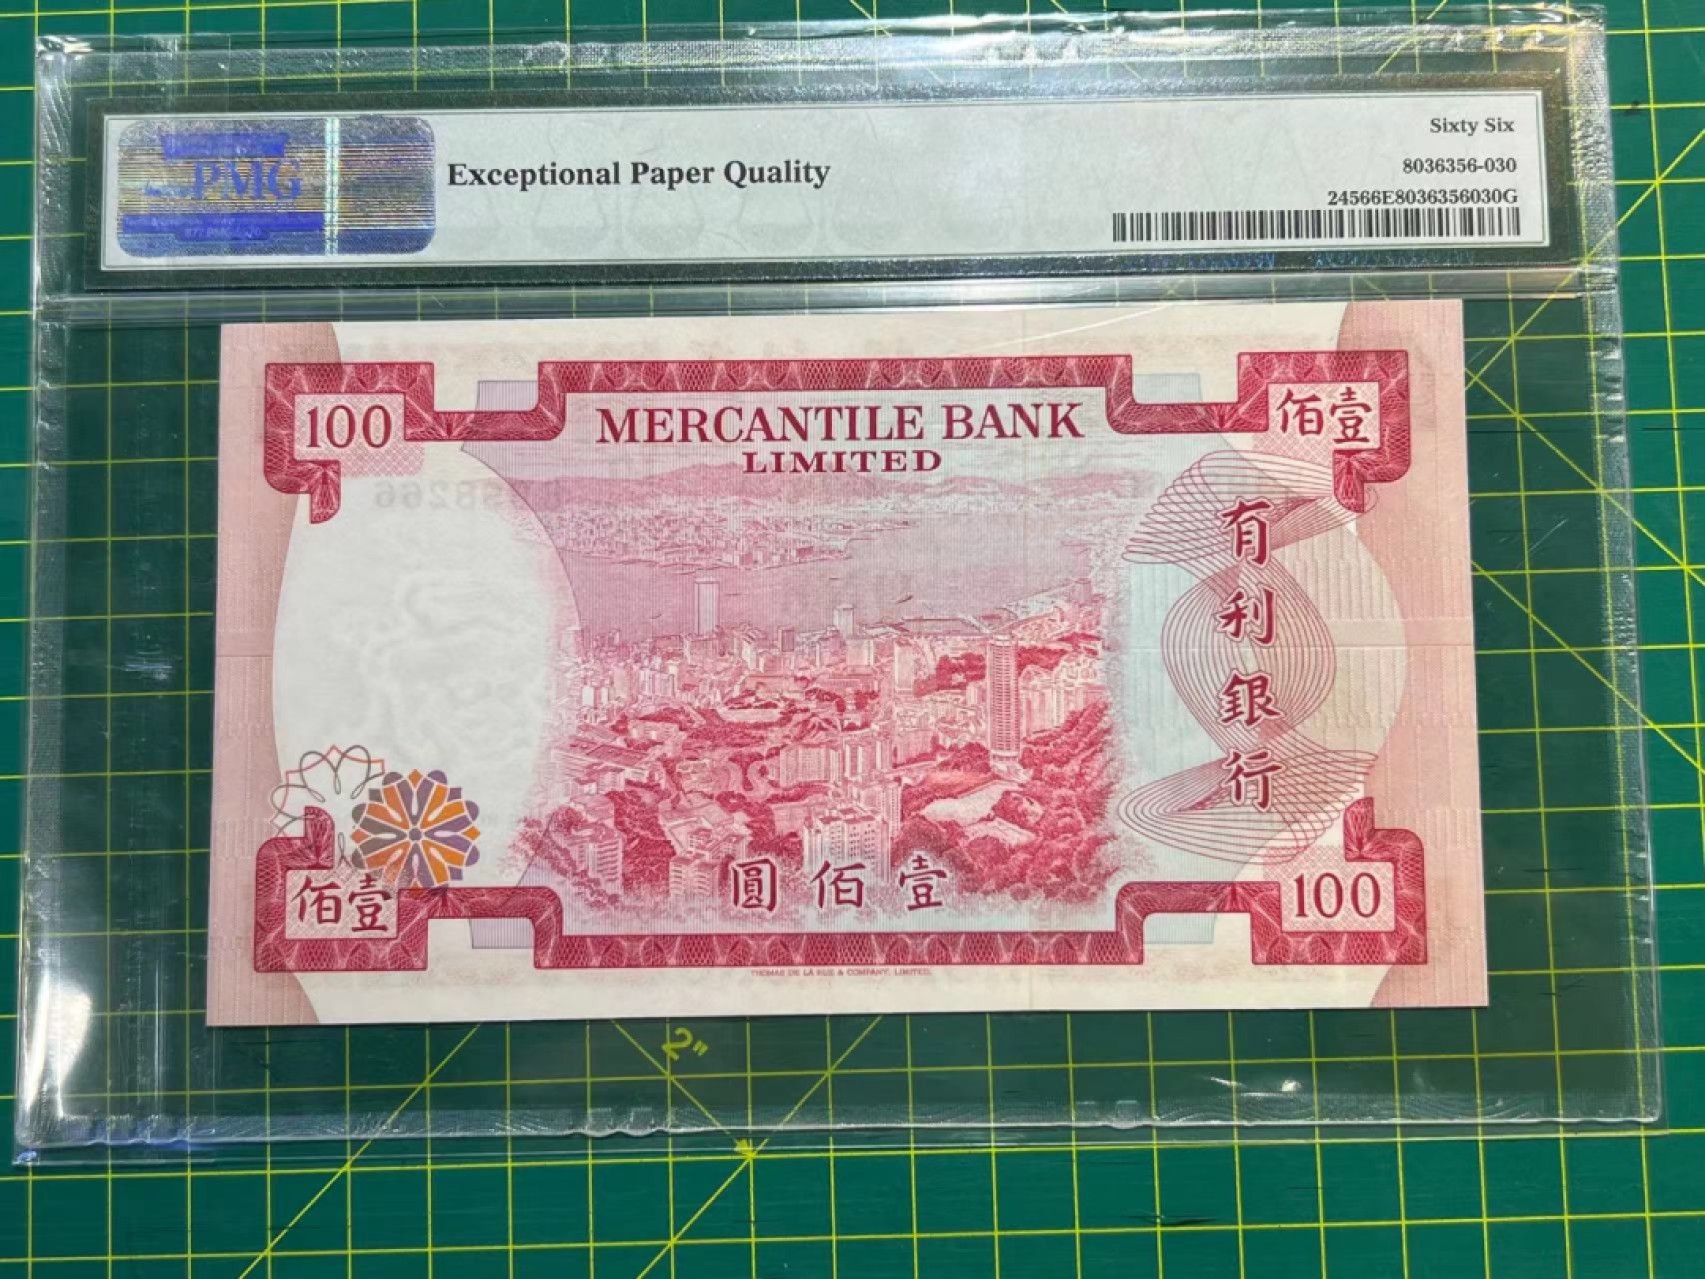 Sixty Six
PMG
Exceptional Paper Quality
8036356-030
24566E8036356030G
100
MERCANTILE BANK
LIMITED
佰壹
有利銀行
圓佰壹
佰壹
100
THOMAS DE LA RUE & COMPANY, LIMITED.
2"